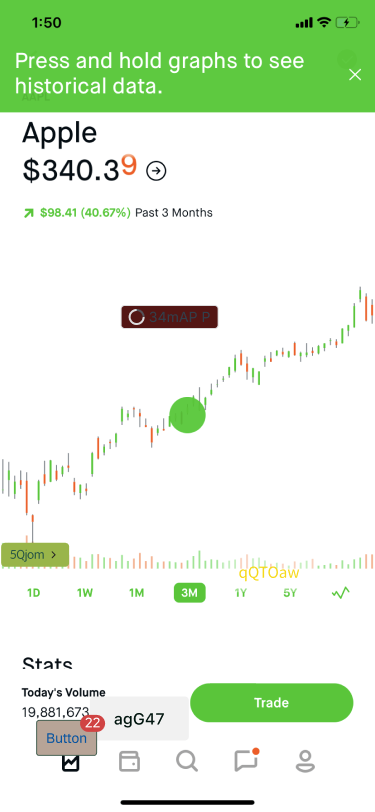 1:50
Press and hold graphs to see
historical data.
AAPL
Apple
$340.39
$98.41 (40.67%) Past 3 Months
34mAP P
5Qjom
qQTOaw
1D 1W 1M 3M 1Y 5Y
Stats
Today's Volume
19,881,673
agG47
Trade
22
Button